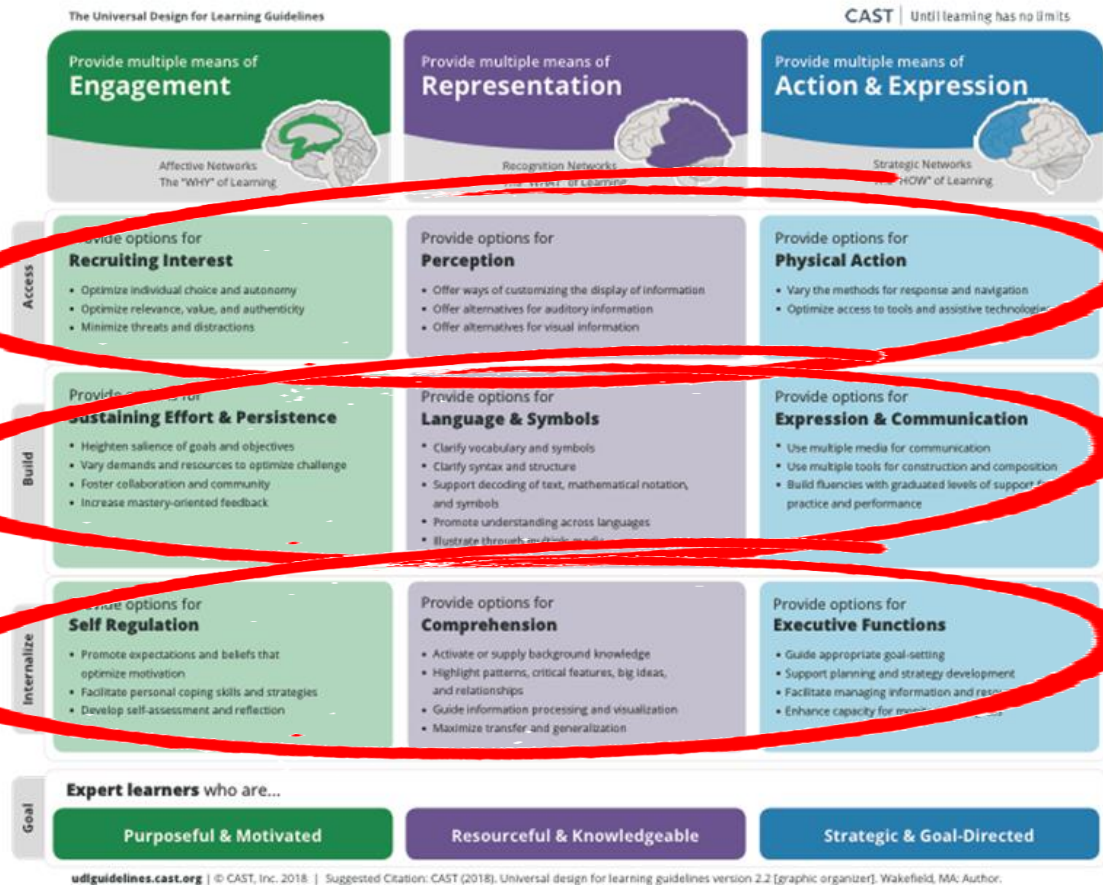 The Universal Design for Learning Guidelines
CAST | Until learning has no limits
Provide multiple means of
Engagement
Affective Networks
The "WHY" of Learning
Provide multiple means of
Representation
Recognition Networks
The "WHAT" of Learning
Provide multiple means of
Action & Expression
Strategic Networks
The "HOW" of Learning
Access
Provide options for
Recruiting Interest
• Optimize individual choice and autonomy
• Optimize relevance, value, and authenticity
• Minimize threats and distractions
Provide options for
Perception
• Offer ways of customizing the display of information
• Offer alternatives for auditory information
• Offer alternatives for visual information
Provide options for
Physical Action
• Vary the methods for response and navigation
• Optimize access to tools and assistive technologies
Build
Provide options for
Sustaining Effort & Persistence
• Heighten salience of goals and objectives
• Vary demands and resources to optimize challenge
• Foster collaboration and community
• Increase mastery-oriented feedback
Provide options for
Language & Symbols
• Clarify vocabulary and symbols
• Clarify syntax and structure
• Support decoding of text, mathematical notation,
and symbols
• Promote understanding across languages
• Illustrate through multiple media
Provide options for
Expression & Communication
• Use multiple media for communication
• Use multiple tools for construction and composition
• Build fluencies with graduated levels of support
practice and performance
Internalize
Provide options for
Self Regulation
• Promote expectations and beliefs that
optimize motivation
• Facilitate personal coping skills and strategies
• Develop self-assessment and reflection
Provide options for
Comprehension
• Activate or supply background knowledge
• Highlight patterns, critical features, big ideas,
and relationships
• Guide information processing and visualization
• Maximize transfer and generalization
Provide options for
Executive Functions
• Guide appropriate goal-setting
• Support planning and strategy development
• Facilitate managing information and
• Enhance capacity for
Goal
Expert learners who are...
Purposeful & Motivated
Resourceful & Knowledgeable
Strategic & Goal-Directed
udlguidelines.cast.org | © CAST, Inc. 2018 | Suggested Citation: CAST (2018). Universal design for learning guidelines version 2.2 [graphic organizer]. Wakefield, MA: Author.